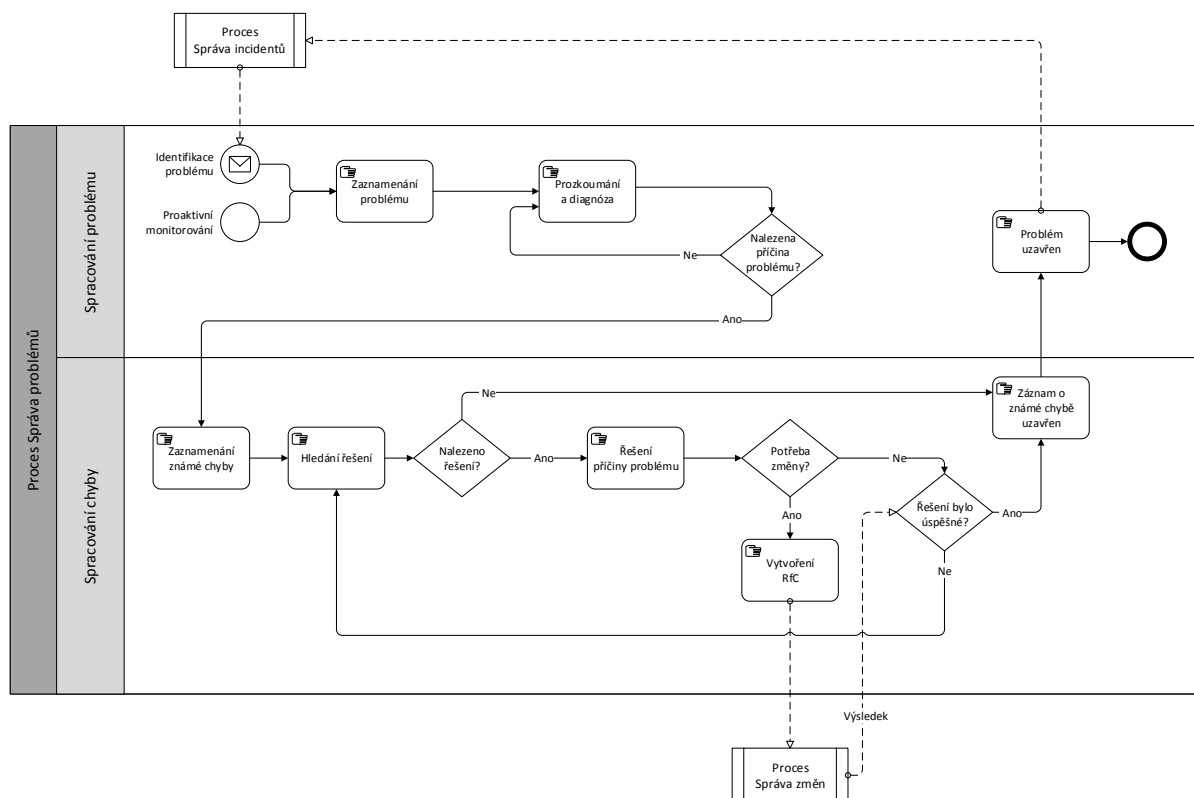 Proces
Správa incidentů
Proces Správa problémů
Spracování problému
Identifikace
problému
Proaktivní
monitorování
Zaznamenání
problému
Prozkoumání
a diagnóza
Nalezena
příčina
problému?
Ne
Ano
Problém
uzavřen
Spracování chyby
Zaznamenání
známé chyby
Hledání řešení
Nalezeno
řešení?
Ne
Ano
Řešení
příčiny problému
Potřeba
změny?
Ne
Ano
Vytvoření
RfC
Řešení bylo
úspěšné?
Ano
Ne
Záznam o
známé chybě
uzavřen
Výsledek
Proces
Správa změn